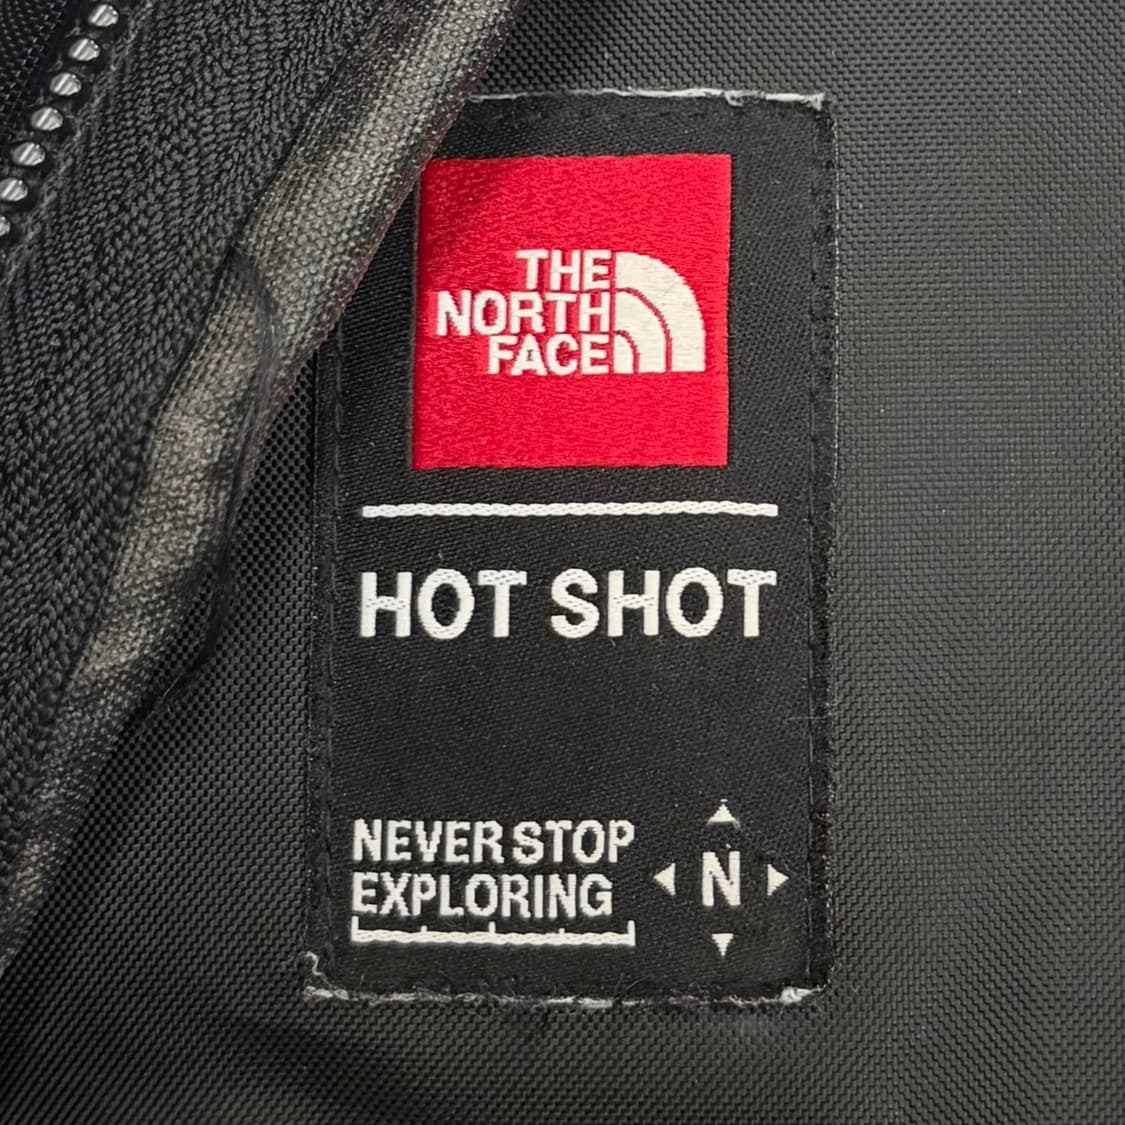 THE
NORTH
FACE
HOT SHOT
NEVER STOP
EXPLORING
N